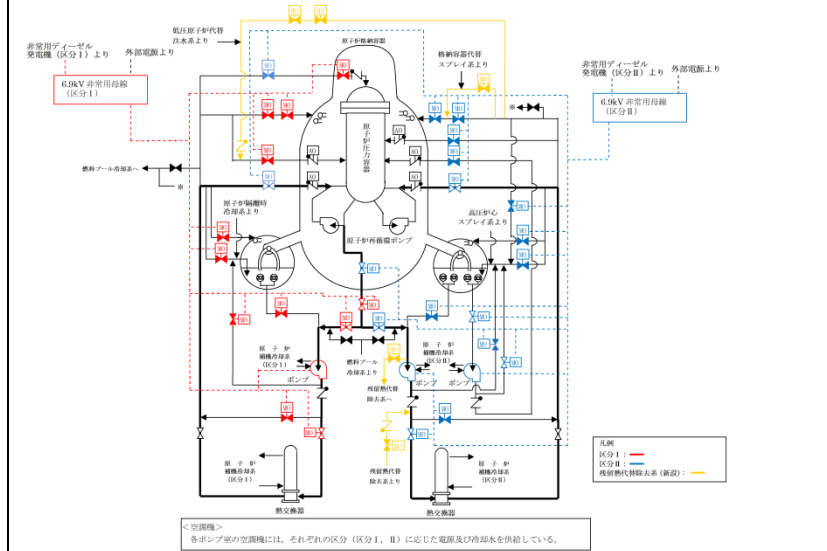 低圧原子炉代替
注水系より
原子炉格納容器
非常用ディーゼル
発電機（区分Ⅰ）より
外部電源より
6.9kV 非常用母線
（区分Ⅰ）
格納容器代替
スプレイ系より
非常用ディーゼル
発電機（区分Ⅱ）より
外部電源より
6.9kV 非常用母線
（区分Ⅱ）
※
原子炉圧力容器
燃料プール冷却系へ
※
原子炉隔離時
冷却系より
高圧炉心
スプレイ系より
原子炉再循環ポンプ
原子炉
補機冷却系
（区分Ⅰ）
ポンプ
燃料プール
冷却系より
原子炉
補機冷却系
（区分Ⅱ）
ポンプ
ポンプ
残留熱代替
除去系へ
原子炉
補機冷却系
（区分Ⅰ）
熱交換器
残留熱代替
除去系より
原子炉
補機冷却系
（区分Ⅱ）
熱交換器
凡例
区分Ⅰ：
区分Ⅱ：
残留熱代替除去系（新設）：
＜空調機＞
各ポンプ室の空調機には，それぞれの区分（区分Ⅰ，Ⅱ）に応じた電源及び冷却水を供給している。